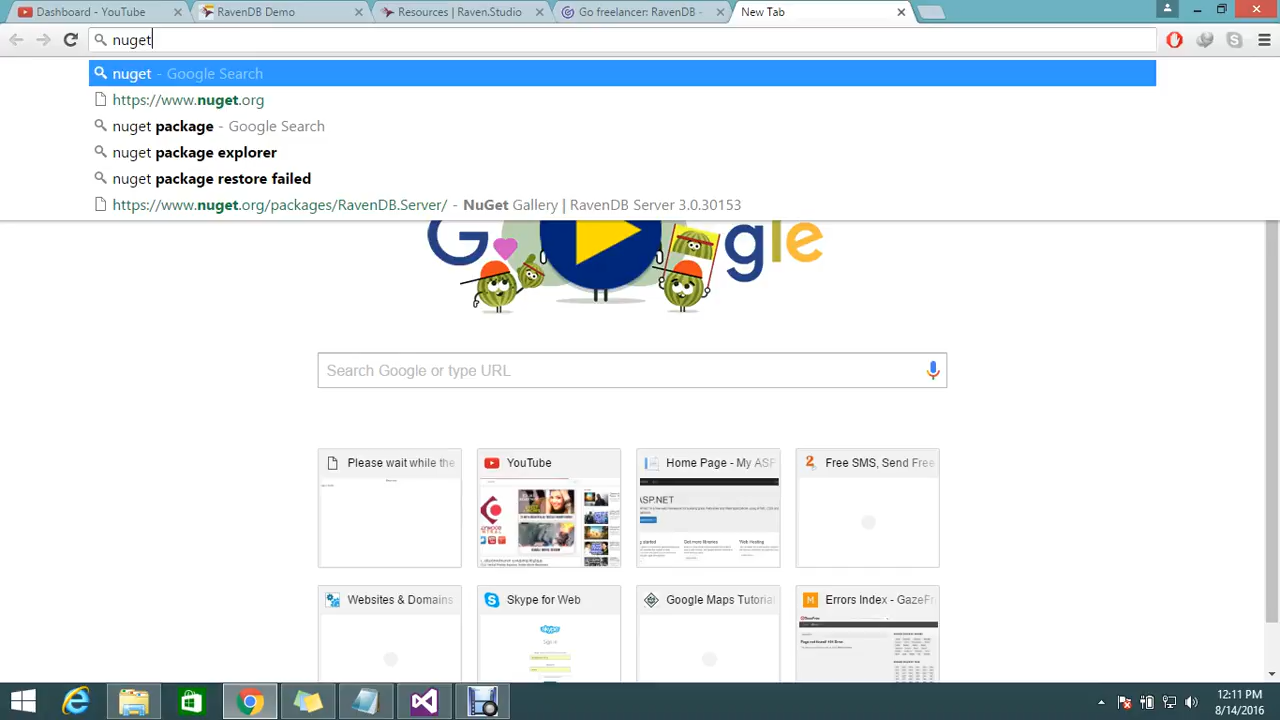 Dashboard - YouTube
RavenDB Demo
Resources | Raven.Studio
Go freelancer: RavenDB -
New Tab
nuget
nuget - Google Search
https://www.nuget.org
nuget package - Google Search
nuget package explorer
nuget package restore failed
https://www.nuget.org/packages/RavenDB.Server/ - NuGet Gallery | RavenDB Server 3.0.30153
Search Google or type URL
Please wait while the
YouTube
Home Page - My ASP
Free SMS, Send Free
ASP.NET
Websites & Domains
Skype for Web
Google Maps Tutorial
Errors Index - GazeFr
12:11 PM
8/14/2016